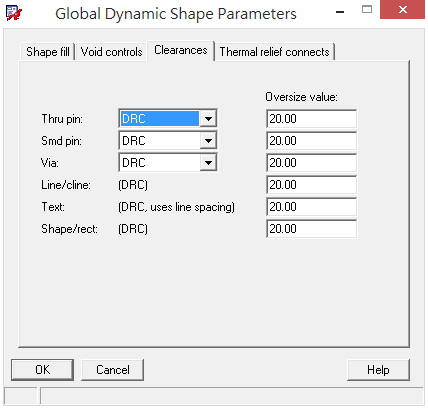 Global Dynamic Shape Parameters
Shape fill Void controls Clearances Thermal relief connects
Oversize value:
Thru pin: DRC 20.00
Smd pin: DRC 20.00
Via: DRC 20.00
Line/cline: (DRC) 20.00
Text: (DRC, uses line spacing) 20.00
Shape/rect: (DRC) 20.00
OK Cancel Help